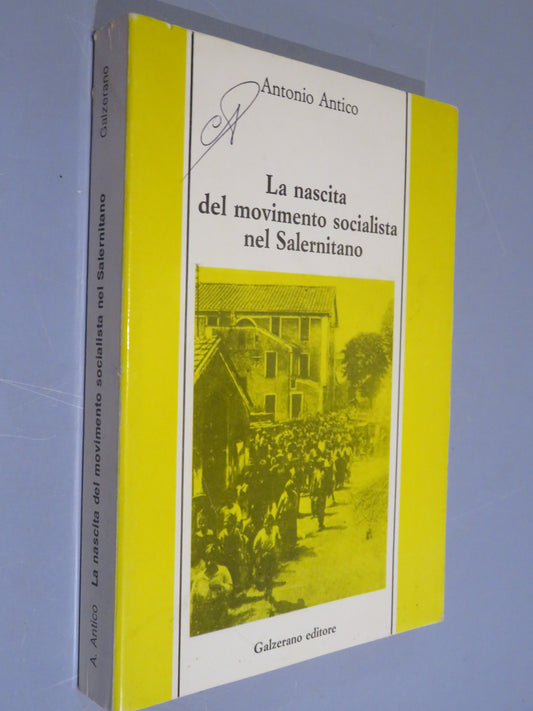 Antonio Antico
La nascita
del movimento socialista
nel Salernitano
Galzerano editore
A. Antico La nascita del movimento socialista nel Salernitano Galzerano